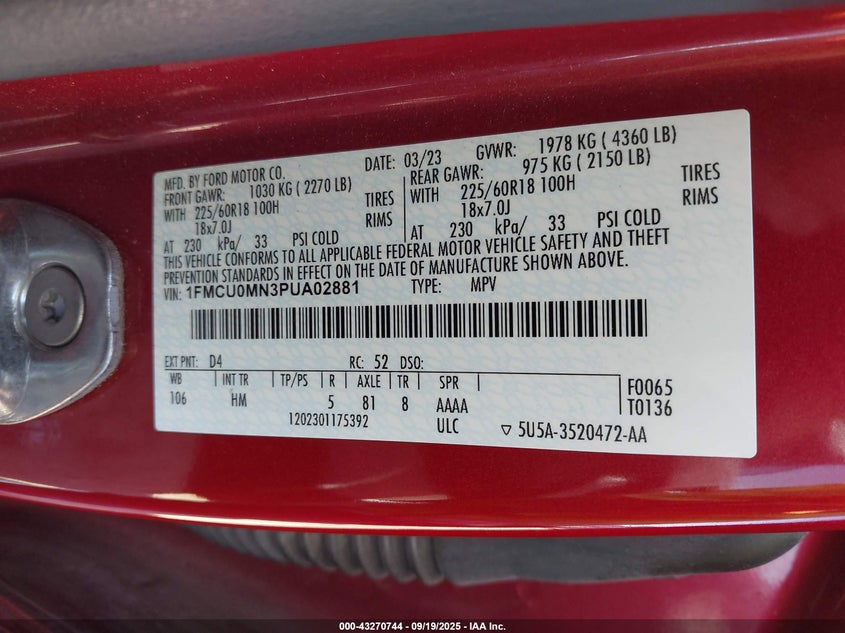 MFD. BY FORD MOTOR CO. DATE: 03/23 GVWR: 1978 KG ( 4360 LB)
FRONT GAWR: 1030 KG ( 2270 LB) REAR GAWR: 975 KG ( 2150 LB)
WITH 225/60R18 100H TIRES WITH 225/60R18 100H TIRES
18x7.0J RIMS 18x7.0J RIMS
AT 230 kPa/ 33 PSI COLD AT 230 kPa/ 33 PSI COLD
THIS VEHICLE CONFORMS TO ALL APPLICABLE FEDERAL MOTOR VEHICLE SAFETY AND THEFT
PREVENTION STANDARDS IN EFFECT ON THE DATE OF MANUFACTURE SHOWN ABOVE.
VIN: 1FMCU0MN3PUA02881 TYPE: MPV
EXT PNT: D4 RC: 52 DSO:
WB INT TR TP/PS R AXLE TR SPR F0065
106 HM 5 81 8 AAAA T0136
1202301175392 ULC ▽ 5U5A-3520472-AA
000-43270744 - 09/19/2025 - IAA Inc.